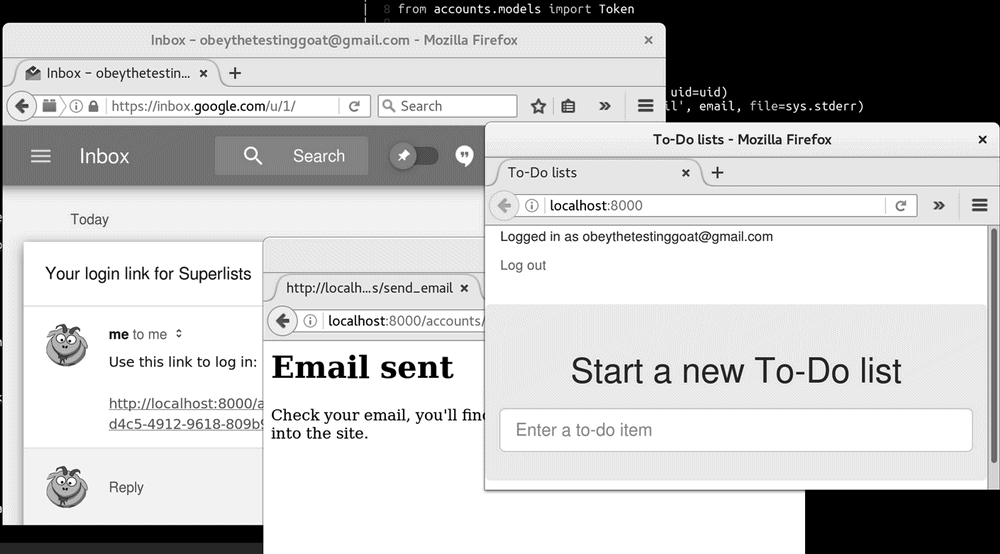 8 from accounts.models import Token
uid=uid)
', email, file=sys.stderr)
Inbox – obeythetestinggoat@gmail.com - Mozilla Firefox
Inbox – obeythetestin...
https://inbox.google.com/u/1/
Search
Inbox
Search
Today
Your login link for Superlists
me to me
Use this link to log in:
http://localhost:8000/a
d4c5-4912-9618-809b9
Reply
http://localh...s/send_email
localhost:8000/accounts/
Email sent
Check your email, you'll find
into the site.
To-Do lists - Mozilla Firefox
To-Do lists
localhost:8000
Logged in as obeythetestinggoat@gmail.com
Log out
Start a new To-Do list
Enter a to-do item